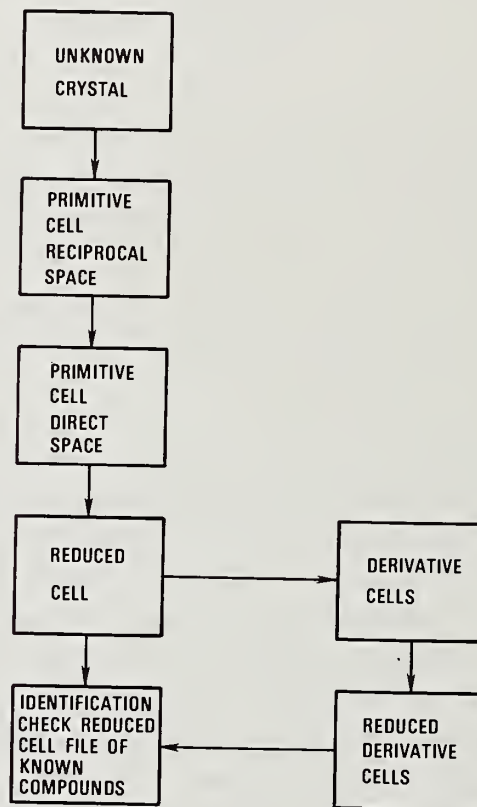 UNKNOWN
CRYSTAL
PRIMITIVE
CELL
RECIPROCAL
SPACE
PRIMITIVE
CELL
DIRECT
SPACE
REDUCED
CELL
DERIVATIVE
CELLS
IDENTIFICATION
CHECK REDUCED
CELL FILE OF
KNOWN
COMPOUNDS
REDUCED
DERIVATIVE
CELLS